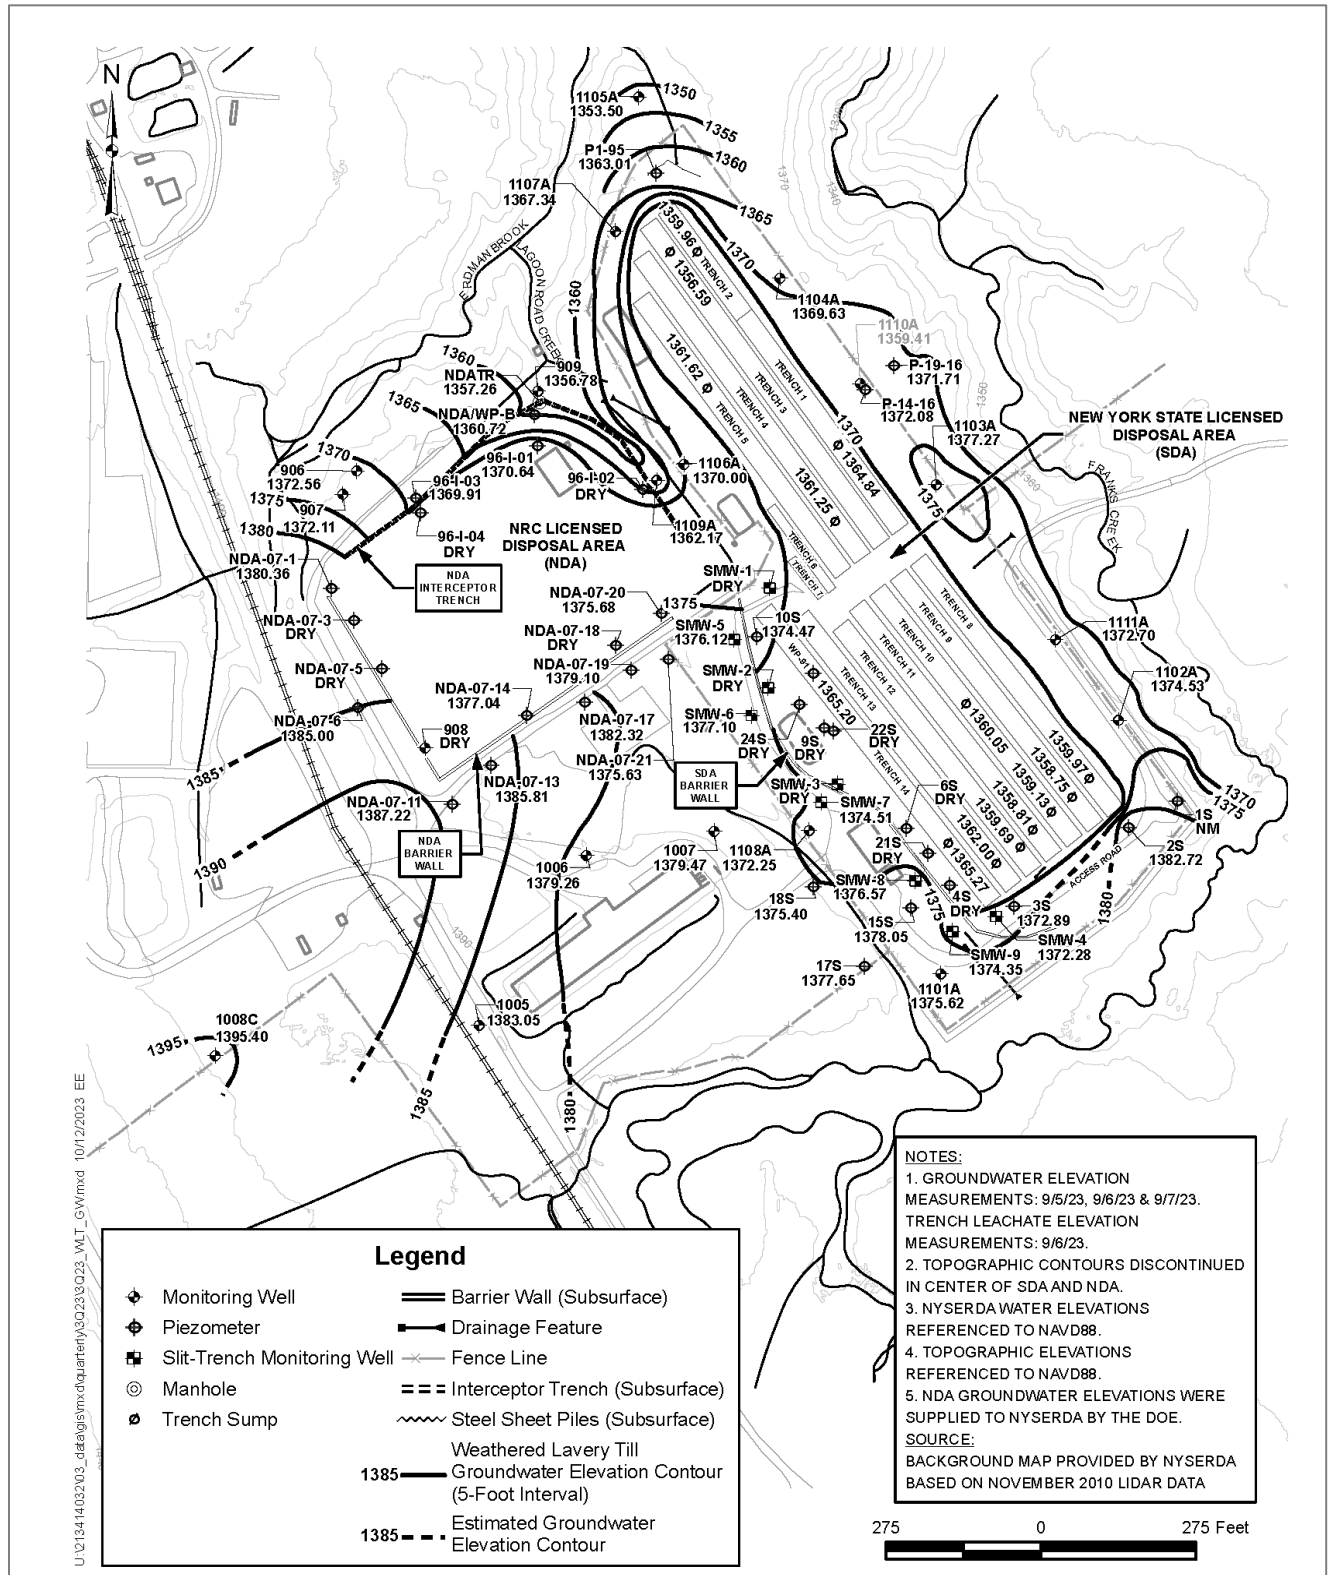 N
1105A
1353.50
1350
1355
1360
P1-95
1363.01
1107A
1367.34
1365
1370
1359.96
TRENCH 2
1356.59
1370
1340
ERDMAN BROOK
LAGOON ROAD CREEK
1360
1104A
1369.63
1110A
1359.41
P-19-16
1371.71
P-14-16
1372.08
1350
1361.62
TRENCH 1
TRENCH 3
TRENCH 4
TRENCH 5
1370
1364.84
1361.25
1360
NDATR
1357.26
909
1356.78
1365
NDA/WP-B
1360.72
1103A
1377.27
NEW YORK STATE LICENSED
DISPOSAL AREA
(SDA)
1375
1360
FRANKS CREEK
1370
906
1372.56
1375
907
1372.11
1380
96-I-01
1370.64
96-I-03
1369.91
96-I-04
DRY
96-I-02
DRY
1106A
1370.00
1109A
1362.17
NRC LICENSED
DISPOSAL AREA
(NDA)
NDA
INTERCEPTOR
TRENCH
NDA-07-1
1380.36
NDA-07-3
DRY
NDA-07-5
DRY
NDA-07-6
1385.00
NDA-07-20
1375.68
1375
SMW-1
DRY
TRENCH 6
TRENCH 7
NDA-07-18
DRY
NDA-07-19
1379.10
NDA-07-14
1377.04
SMW-5
1376.12
10S
1374.47
SMW-2
DRY
SMW-6
1377.10
WP-91
1365.20
24S
DRY
9S
DRY
22S
DRY
TRENCH 8
TRENCH 9
TRENCH 10
TRENCH 11
TRENCH 12
TRENCH 13
TRENCH 14
1360.05
1359.97
1358.75
1359.13
1358.81
1359.69
1362.00
1365.27
1111A
1372.70
1102A
1374.53
1370
1375
1S
NM
2S
1382.72
908
DRY
NDA-07-17
1382.32
NDA-07-21
1375.63
NDA-07-13
1385.81
NDA-07-11
1387.22
1385
1390
NDA
BARRIER
WALL
SDA
BARRIER
WALL
SMW-3
DRY
SMW-7
1374.51
6S
DRY
21S
DRY
1006
1379.26
1007
1379.47
1108A
1372.25
18S
1375.40
SMW-8
1376.57
1375
4S
DRY
3S
1372.89
ACCESS ROAD
1380
15S
1378.05
SMW-4
1372.28
SMW-9
1374.35
17S
1377.65
1101A
1375.62
1390
1005
1383.05
1008C
1395.40
1395
1385
1380
U:\213414032\03_data\gis\mxd\quarterly\3Q23\3Q23_WLT_GW.mxd 10/12/2023 EE
NOTES:
1. GROUNDWATER ELEVATION
MEASUREMENTS: 9/5/23, 9/6/23 & 9/7/23.
TRENCH LEACHATE ELEVATION
MEASUREMENTS: 9/6/23.
2. TOPOGRAPHIC CONTOURS DISCONTINUED
IN CENTER OF SDA AND NDA.
3. NYSERDA WATER ELEVATIONS
REFERENCED TO NAVD88.
4. TOPOGRAPHIC ELEVATIONS
REFERENCED TO NAVD88.
5. NDA GROUNDWATER ELEVATIONS WERE
SUPPLIED TO NYSERDA BY THE DOE.
SOURCE:
BACKGROUND MAP PROVIDED BY NYSERDA
BASED ON NOVEMBER 2010 LIDAR DATA
Legend
Monitoring Well
Piezometer
Slit-Trench Monitoring Well
Manhole
Trench Sump
Barrier Wall (Subsurface)
Drainage Feature
Fence Line
Interceptor Trench (Subsurface)
Steel Sheet Piles (Subsurface)
1385 Weathered Lavery Till
Groundwater Elevation Contour
(5-Foot Interval)
1385 Estimated Groundwater
Elevation Contour
275 0 275 Feet